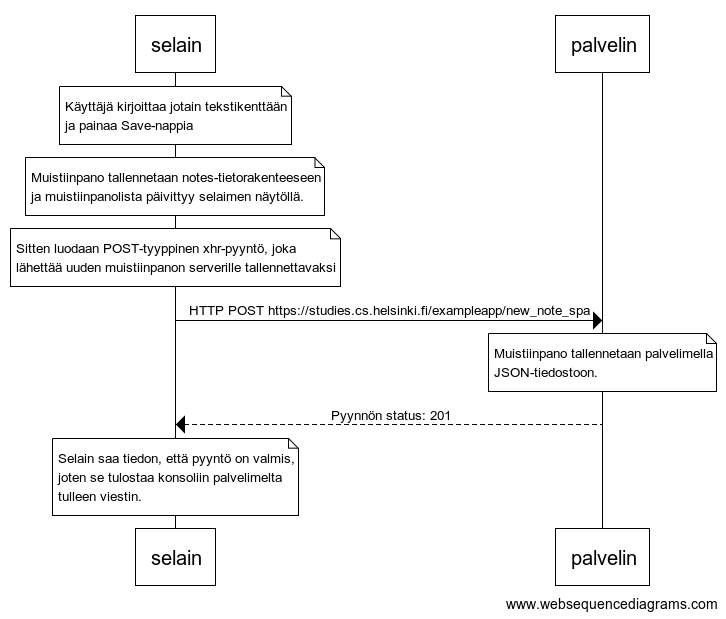 selain
palvelin
Käyttäjä kirjoittaa jotain tekstikenttään
ja painaa Save-nappia
Muistiinpano tallennetaan notes-tietorakenteeseen
ja muistiinpanolista päivittyy selaimen näytöllä.
Sitten luodaan POST-tyyppinen xhr-pyyntö, joka
lähettää uuden muistiinpanon serverille tallennettavaksi
HTTP POST https://studies.cs.helsinki.fi/exampleapp/new_note_spa
Muistiinpano tallennetaan palvelimella
JSON-tiedostoon.
Pyynnön status: 201
Selain saa tiedon, että pyyntö on valmis,
joten se tulostaa konsoliin palvelimelta
tulleen viestin.
selain
palvelin
www.websequencediagrams.com